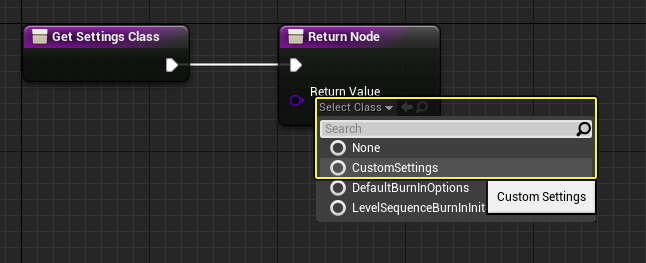 Get Settings Class
Return Node
Return Value
Select Class
Search
None
CustomSettings
DefaultBurnInOptions
LevelSequenceBurnInInit
Custom Settings